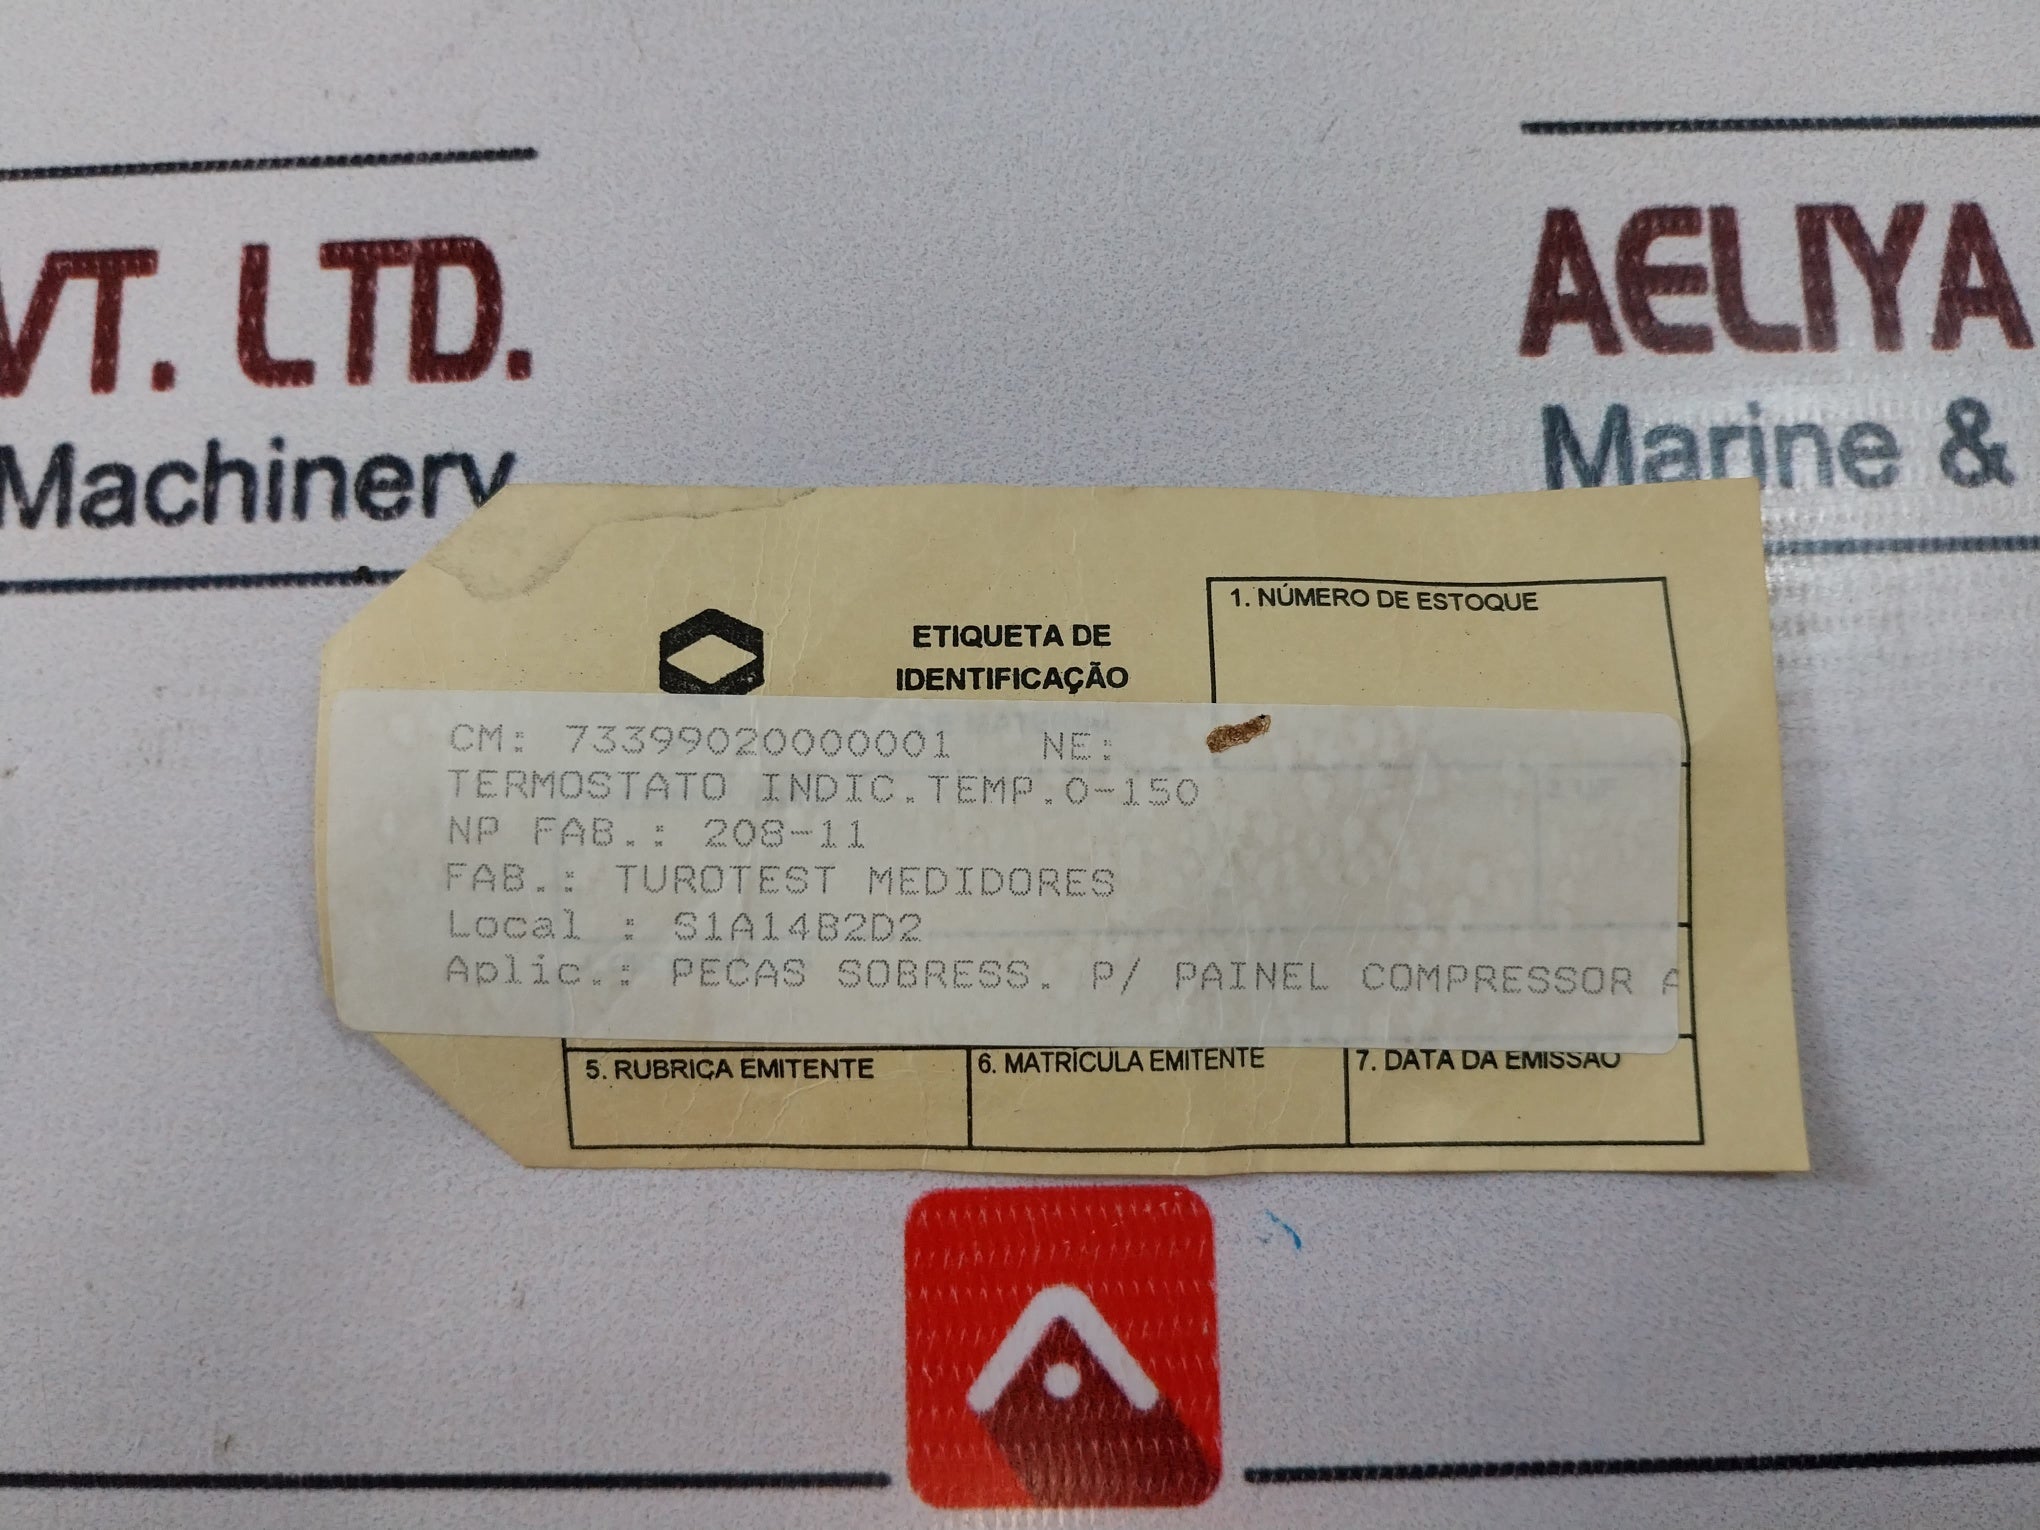 VT. LTD.
Machinery
AELIYA
Marine &
ETIQUETA DE
IDENTIFICAÇÃO
1. NÚMERO DE ESTOQUE
CM: 73399020000001 NE:
TERMOSTATO INDIC.TEMP.0-150
NP FAB.: 208-11
FAB.: TUROTEST MEDIDORES
Local : S1A14B2D2
Aplic.: PECAS SOBRESS. P/ PAINEL COMPRESSOR A
5. RUBRICA EMITENTE
6. MATRÍCULA EMITENTE
7. DATA DA EMISSÃO